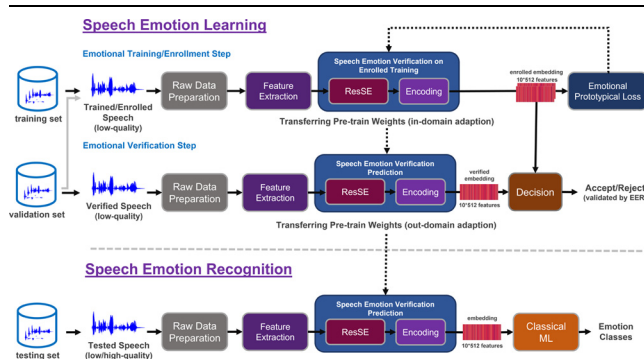 Speech Emotion Learning
Emotional Training/Enrollment Step
training set
Trained/Enrolled
Speech
(low-quality)
Raw Data
Preparation
Feature
Extraction
Speech Emotion Verification on
Enrolled Training
ResSE
Encoding
enrolled embedding
10*512 features
Emotional
Prototypical Loss
Transferring Pre-train Weights (in-domain adaption)
Emotional Verification Step
validation set
Verified Speech
(low-quality)
Raw Data
Preparation
Feature
Extraction
Speech Emotion Verification
Prediction
ResSE
Encoding
verified
embedding
10*512 features
Decision
Accept/Reject
(validated by EER)
Transferring Pre-train Weights (out-domain adaption)
Speech Emotion Recognition
testing set
Tested Speech
(low/high-quality)
Raw Data
Preparation
Feature
Extraction
Speech Emotion Verification
Prediction
ResSE
Encoding
embedding
10*512 features
Classical
ML
Emotion
Classes